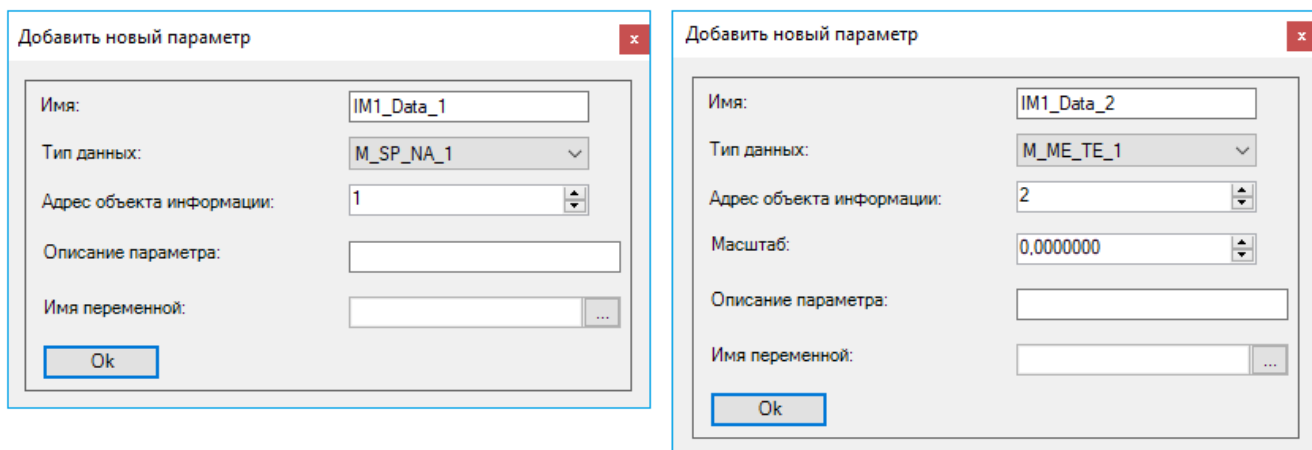 Добавить новый параметр
x
Имя:
IM1_Data_1
Тип данных:
M_SP_NA_1
Адрес объекта информации:
1
Описание параметра:
Имя переменной:
...
Ok
Добавить новый параметр
x
Имя:
IM1_Data_2
Тип данных:
M_ME_TE_1
Адрес объекта информации:
2
Масштаб:
0,0000000
Описание параметра:
Имя переменной:
...
Ok